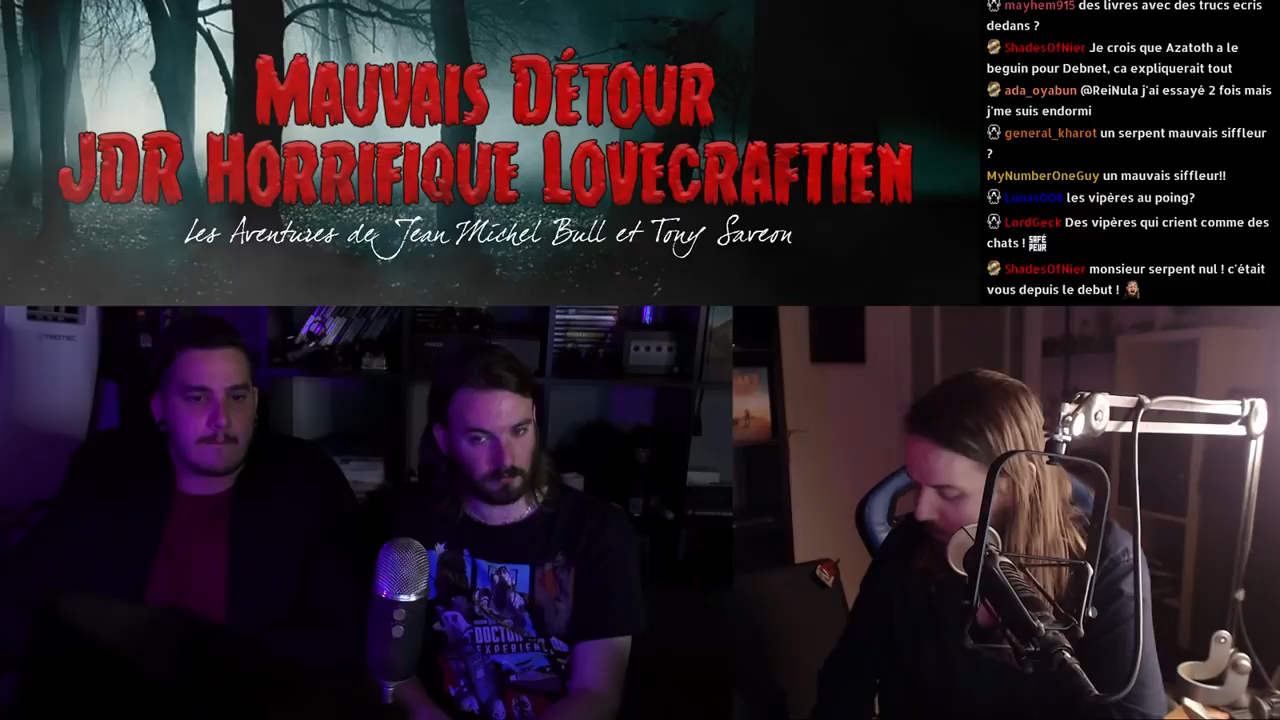 MAUVAIS DÉTOUR
JDR HORRIFIQUE LOVECRAFTIEN
Les Aventures de Jean Michel Bull et Tony Saveon
mayhem915 des livres avec des trucs ecris
dedans ?
ShadesOfNier Je crois que Azatoth a le
beguin pour Debnet, ca expliquerait tout
ada_oyabun @ReiNula j'ai essayé 2 fois mais
j'me suis endormi
general_kharot un serpent mauvais siffleur
?
MyNumberOneGuy un mauvais siffleur!!
les vipères au poing?
LordGeck Des vipères qui crient comme des
chats !
ShadesOfNier monsieur serpent nul ! c'était
vous depuis le debut !
DOCTOR
EXPERIENCE